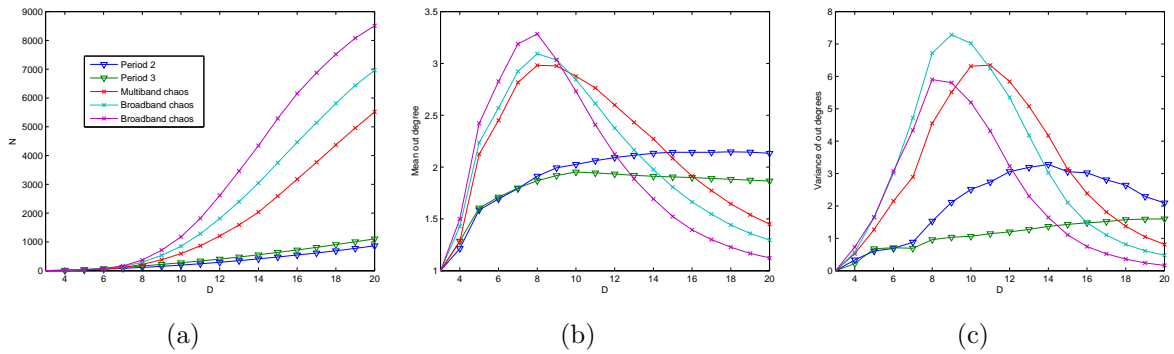 9000
8000
7000
6000
5000
4000
3000
2000
1000
0
N
4 6 8 10 12 14 16 18 20
D
Period 2
Period 3
Multiband chaos
Broadband chaos
Broadband chaos
(a)
3.5
3
2.5
2
1.5
1
Mean out degree
4 6 8 10 12 14 16 18 20
D
(b)
8
7
6
5
4
3
2
1
0
Variance of out degrees
4 6 8 10 12 14 16 18 20
D
(c)